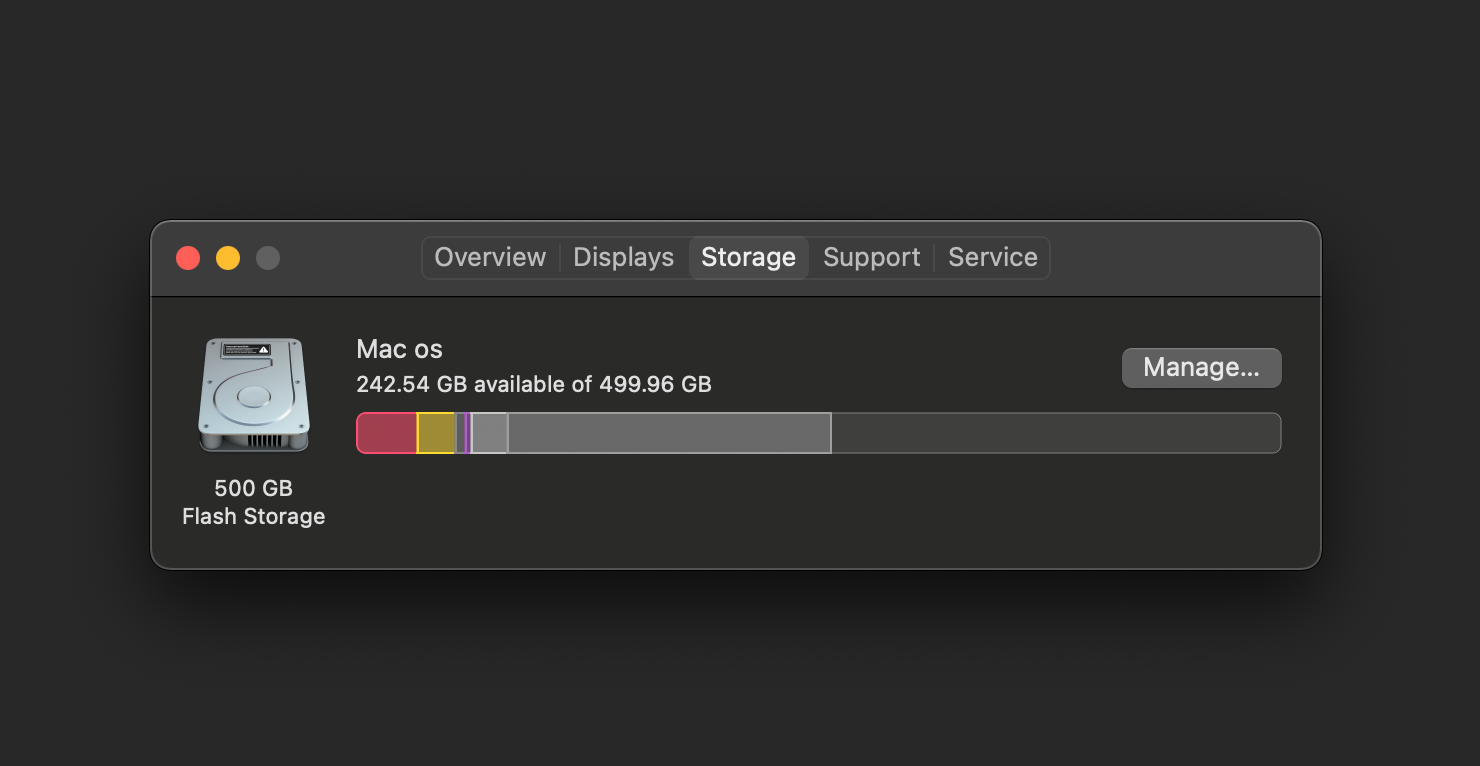 Overview
Displays
Storage
Support
Service
Mac os
242.54 GB available of 499.96 GB
Manage...
500 GB
Flash Storage